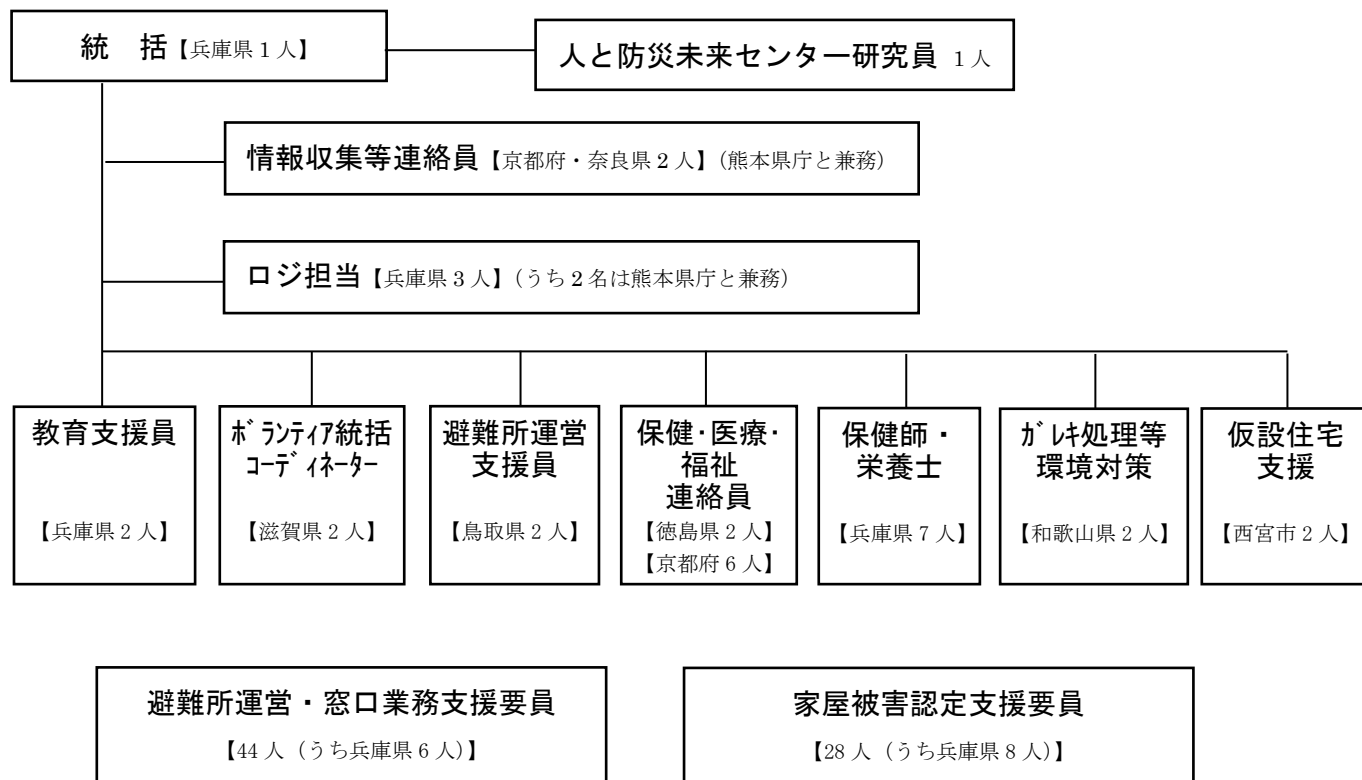 統　括【兵庫県1人】
人と防災未来センター研究員 1人
情報収集等連絡員【京都府・奈良県2人】(熊本県庁と兼務)
ロジ担当【兵庫県3人】(うち2名は熊本県庁と兼務)
教育支援員
【兵庫県2人】
ﾎﾞﾗﾝﾃｨｱ統括
ｺｰﾃﾞｨﾈｰﾀｰ
【滋賀県2人】
避難所運営
支援員
【鳥取県2人】
保健･医療･
福祉
連絡員
【徳島県2人】
【京都府6人】
保健師・
栄養士
【兵庫県7人】
ｶﾞﾚｷ処理等
環境対策
【和歌山県2人】
仮設住宅
支援
【西宮市2人】
避難所運営・窓口業務支援要員
【44人（うち兵庫県6人)】
家屋被害認定支援要員
【28人（うち兵庫県8人)】